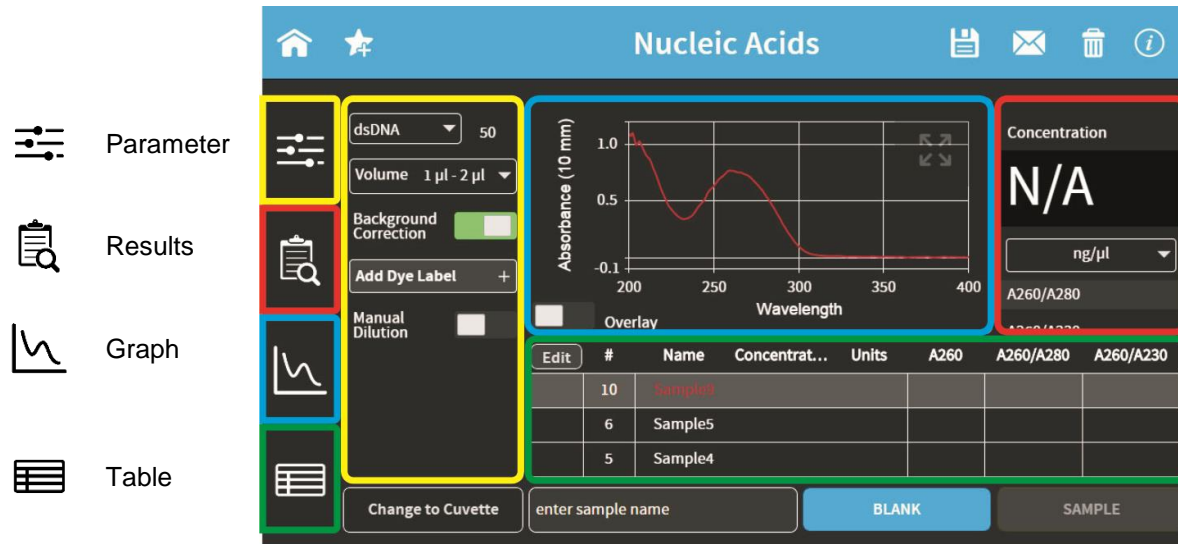 Nucleic Acids
Parameter
Results
Graph
Table
dsDNA 50
Volume 1 µl - 2 µl
Background
Correction
Add Dye Label +
Manual
Dilution
Absorbance (10 mm)
1.0
0.5
-0.1
200 250 300 350 400
Wavelength
Overlay
Concentration
N/A
ng/µl
A260/A280
A260/A230
Edit # Name Concentrat... Units A260 A260/A280 A260/A230
10 Sample9
6 Sample5
5 Sample4
Change to Cuvette
enter sample name
BLANK
SAMPLE